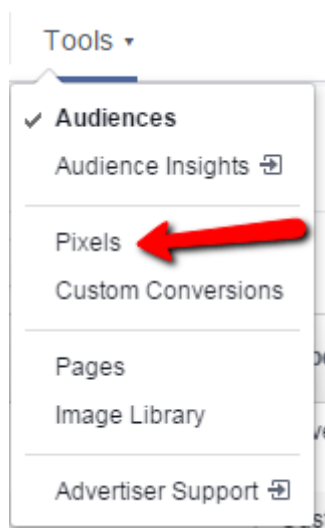 Tools
Audiences
Audience Insights
Pixels
Custom Conversions
Pages
Image Library
Advertiser Support